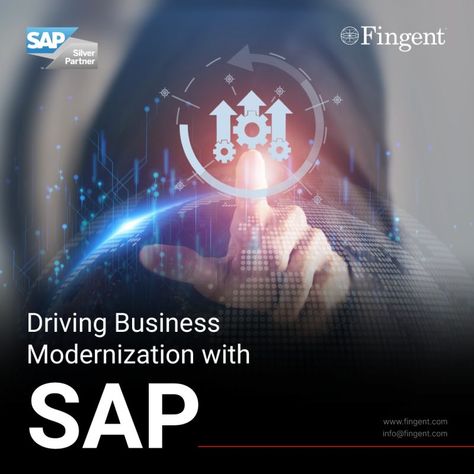 SAP
Silver
Partner
Fingent
Driving Business
Modernization with
SAP
www.fingent.com
info@fingent.com